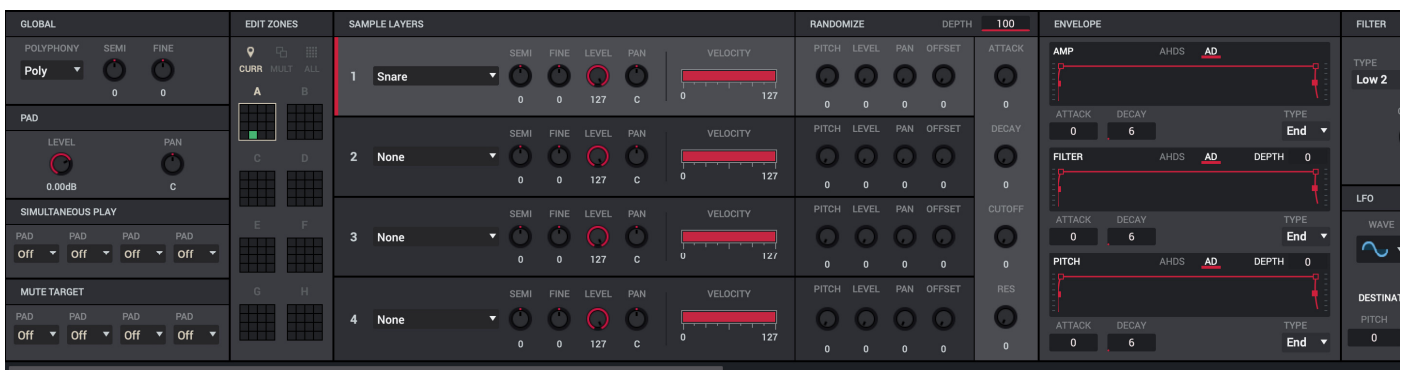 GLOBAL
POLYPHONY SEMI FINE
Poly
0 0
PAD
LEVEL PAN
0.00dB C
SIMULTANEOUS PLAY
PAD PAD PAD PAD
Off Off Off Off
MUTE TARGET
PAD PAD PAD PAD
Off Off Off Off
EDIT ZONES
CURR MULT ALL
A B
C D
E F
G H
SAMPLE LAYERS
SEMI FINE LEVEL PAN VELOCITY
1 Snare
0 0 127 C 0 127
SEMI FINE LEVEL PAN VELOCITY
2 None
0 0 127 C 0 127
SEMI FINE LEVEL PAN VELOCITY
3 None
0 0 127 C 0 127
SEMI FINE LEVEL PAN VELOCITY
4 None
0 0 127 C 0 127
RANDOMIZE DEPTH 100
PITCH LEVEL PAN OFFSET ATTACK
0 0 0 0 0
PITCH LEVEL PAN OFFSET DECAY
0 0 0 0 0
PITCH LEVEL PAN OFFSET CUTOFF
0 0 0 0 0
PITCH LEVEL PAN OFFSET RES
0 0 0 0 0
ENVELOPE
AMP AHDS AD
ATTACK DECAY TYPE
0 6 End
FILTER AHDS AD DEPTH 0
ATTACK DECAY TYPE
0 6 End
PITCH AHDS AD DEPTH 0
ATTACK DECAY TYPE
0 6 End
FILTER
TYPE
Low 2
LFO
WAVE
PITCH
0